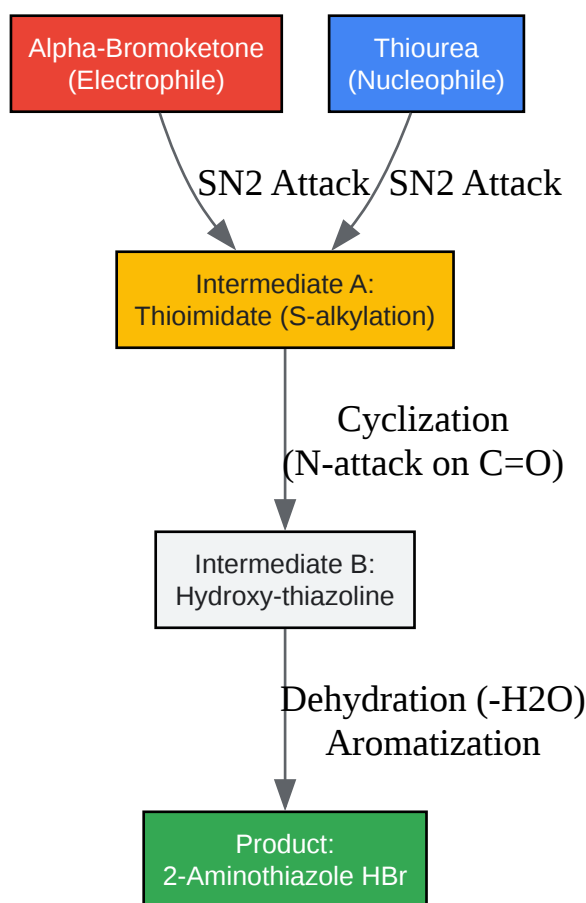 Alpha-Bromoketone
(Electrophile)
Thiourea
(Nucleophile)
SN2 Attack
SN2 Attack
Intermediate A:
Thioimidate (S-alkylation)
Cyclization
(N-attack on C=O)
Intermediate B:
Hydroxy-thiazoline
Dehydration (-H2O)
Aromatization
Product:
2-Aminothiazole HBr